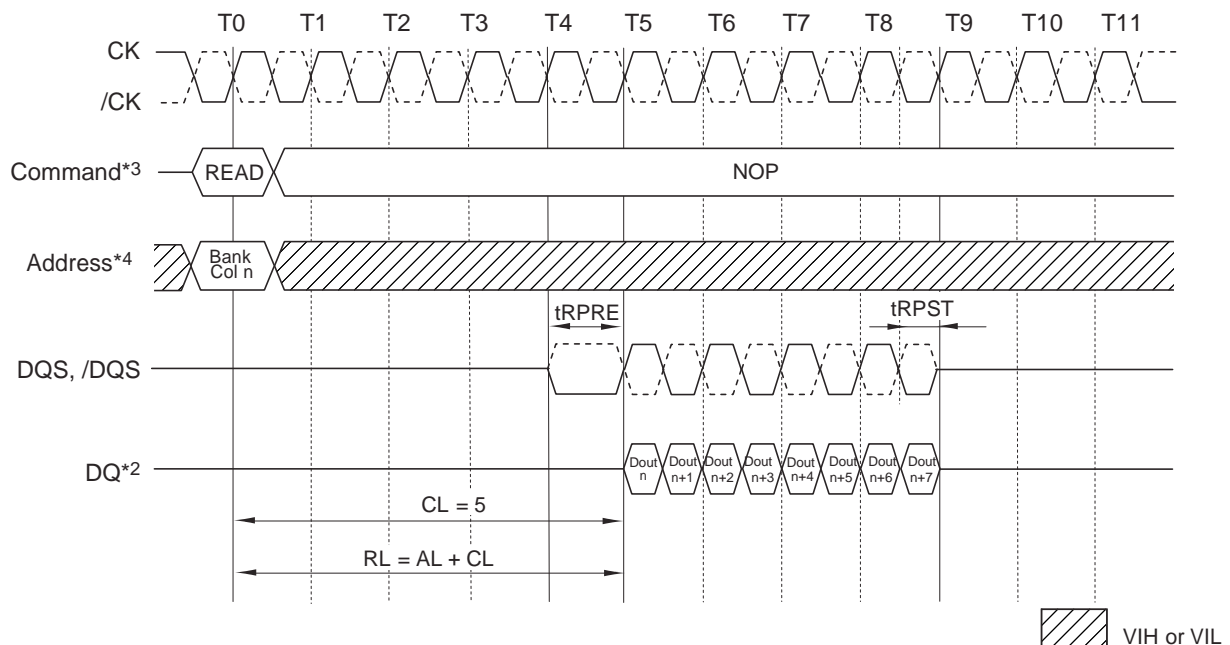 T0 T1 T2 T3 T4 T5 T6 T7 T8 T9 T10 T11
CK
/CK
Command*3
READ
NOP
Address*4
Bank
Col n
tRPRE
tRPST
DQS, /DQS
DQ*2
Dout n
Dout n+1
Dout n+2
Dout n+3
Dout n+4
Dout n+5
Dout n+6
Dout n+7
CL = 5
RL = AL + CL
VIH or VIL